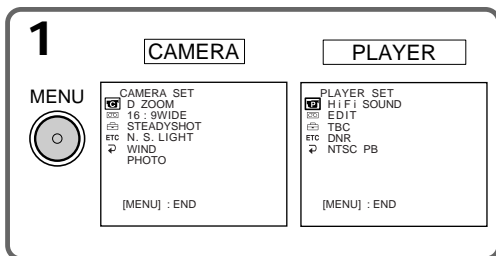 1
CAMERA
PLAYER
MENU
CAMERA SET
D ZOOM
16 : 9WIDE
STEADYSHOT
ETC N. S. LIGHT
WIND
PHOTO
[MENU] : END
PLAYER SET
HiFi SOUND
EDIT
TBC
ETC DNR
NTSC PB
[MENU] : END